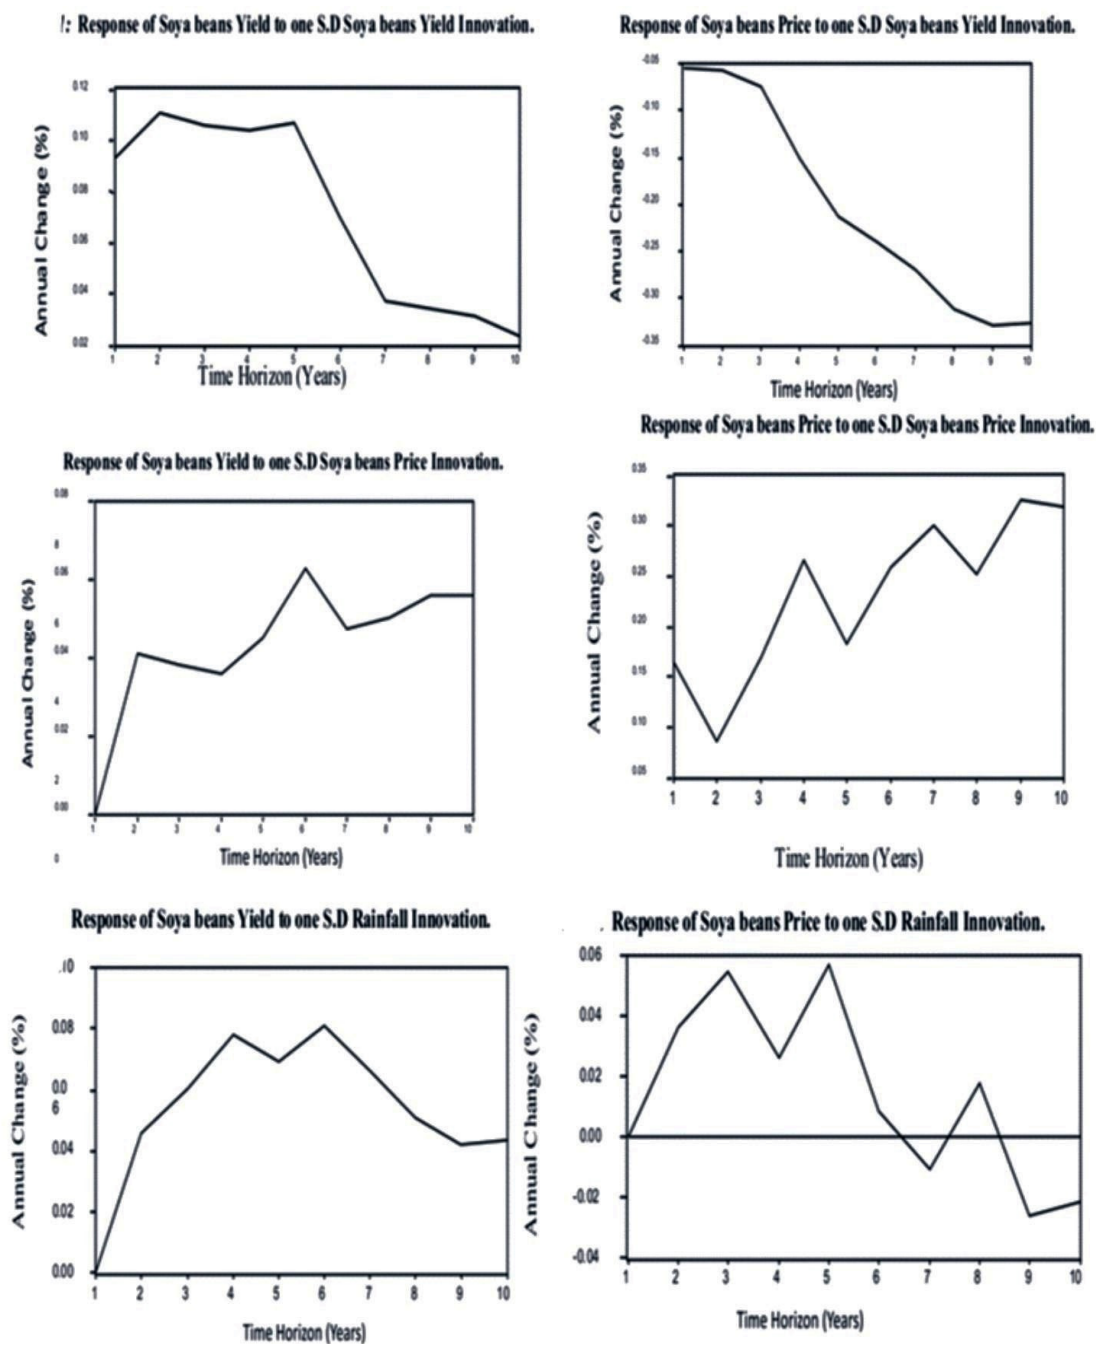 !: Response of Soya beans Yield to one S.D Soya beans Yield Innovation.
0.12
0.10
0.08
0.06
0.04
0.02
Annual Change (%)
1 2 3 4 5 6 7 8 9 10
Time Horizon (Years)
Response of Soya beans Price to one S.D Soya beans Yield Innovation.
-0.05
-0.10
-0.15
-0.20
-0.25
-0.30
-0.35
Annual Change (%)
1 2 3 4 5 6 7 8 9 10
Time Horizon (Years)
Response of Soya beans Yield to one S.D Soya beans Price Innovation.
0.08
8
0.06
6
0.04
4
0.02
2
0.00
0
Annual Change (%)
1 2 3 4 5 6 7 8 9 10
Time Horizon (Years)
Response of Soya beans Price to one S.D Soya beans Price Innovation.
0.35
0.30
0.25
0.20
0.15
0.10
0.05
Annual Change (%)
1 2 3 4 5 6 7 8 9 10
Time Horizon (Years)
Response of Soya beans Yield to one S.D Rainfall Innovation.
.10
0.08
0.0
6
0.04
0.02
0.00
Annual Change (%)
1 2 3 4 5 6 7 8 9 10
Time Horizon (Years)
. Response of Soya beans Price to one S.D Rainfall Innovation.
0.06
0.04
0.02
0.00
-0.02
-0.04
Annual Change (%)
1 2 3 4 5 6 7 8 9 10
Time Horizon (Years)